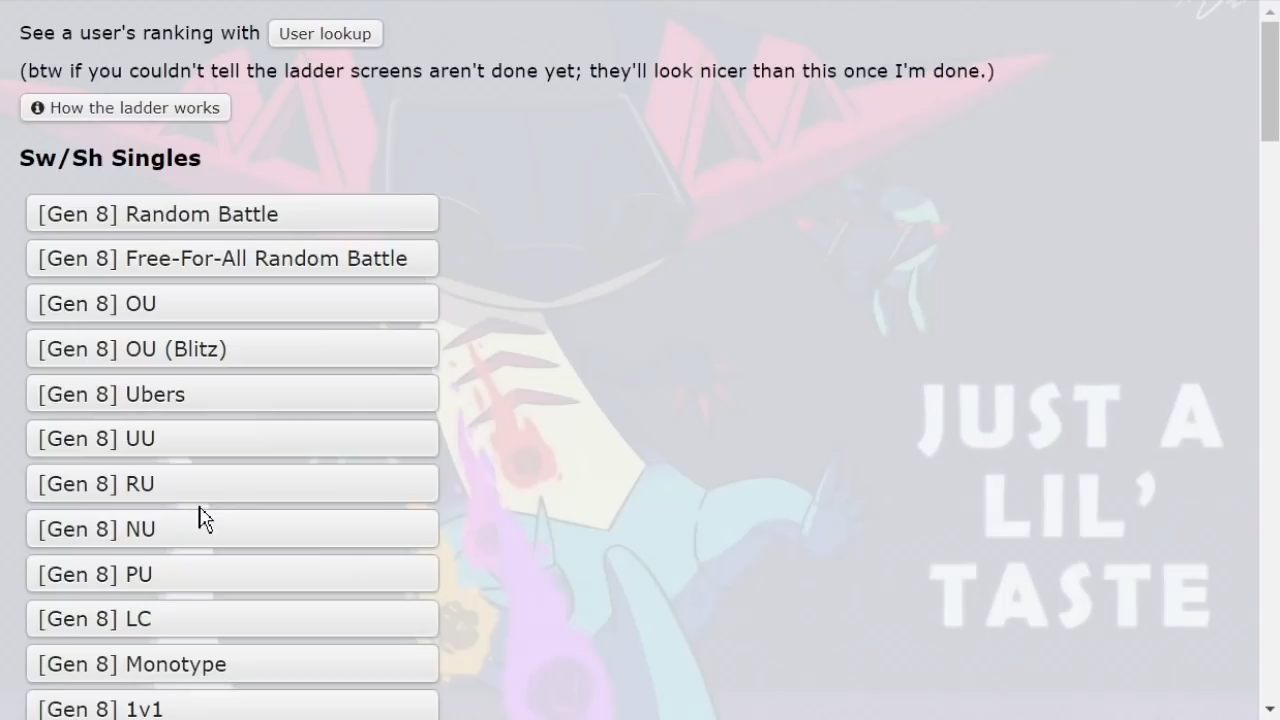 See a user's ranking with User lookup
(btw if you couldn't tell the ladder screens aren't done yet; they'll look nicer than this once I'm done.)
How the ladder works
Sw/Sh Singles
[Gen 8] Random Battle
[Gen 8] Free-For-All Random Battle
[Gen 8] OU
[Gen 8] OU (Blitz)
[Gen 8] Ubers
[Gen 8] UU
[Gen 8] RU
[Gen 8] NU
[Gen 8] PU
[Gen 8] LC
[Gen 8] Monotype
[Gen 8] 1v1
JUST A
LIL'
TASTE